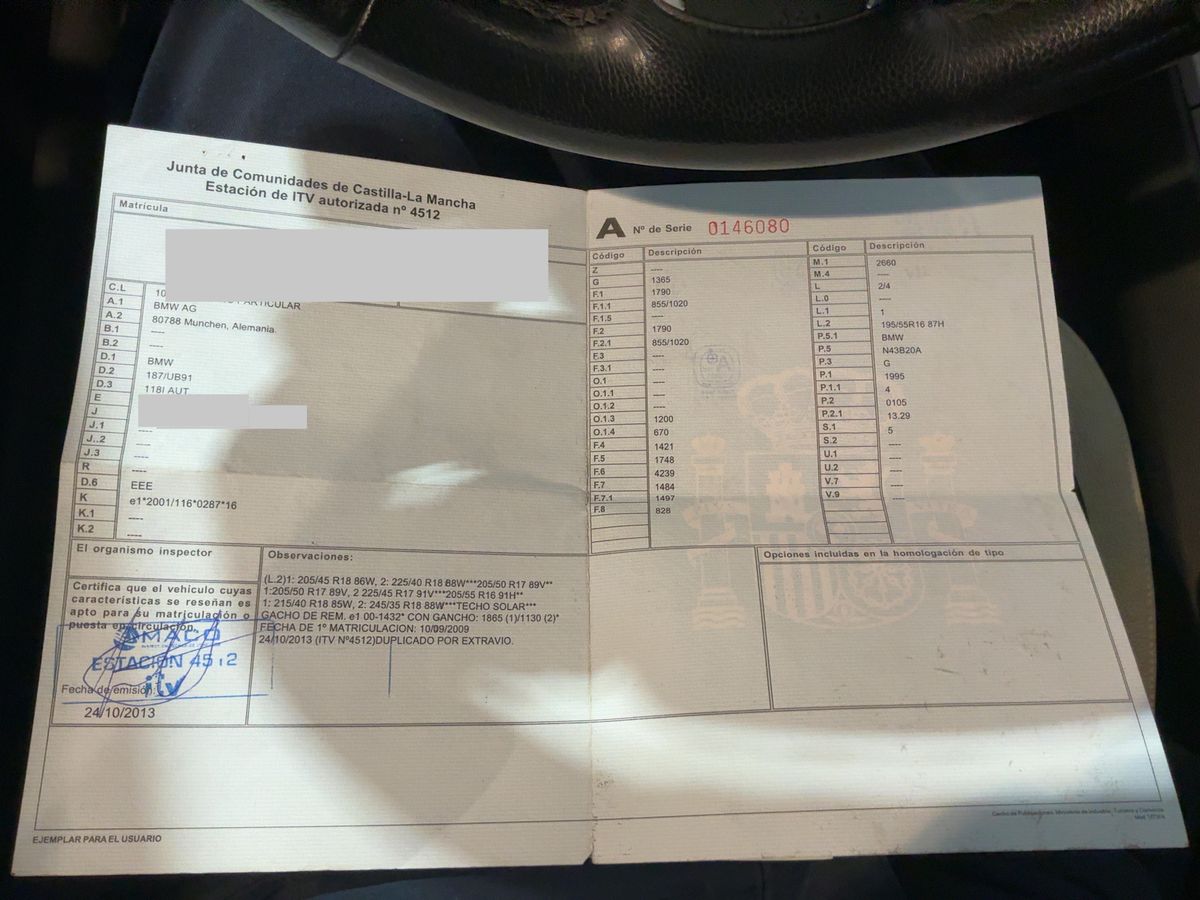 Junta de Comunidades de Castilla-La Mancha
Estación de ITV autorizada nº 4512
Matrícula
C.L 10 PARTICULAR
A.1 BMW AG
A.2 80788 Munchen, Alemania.
B.1 ----
B.2 ----
D.1 BMW
D.2 187/UB91
D.3 118I AUT
E
J
J.1 ----
J..2 ----
J.3 ----
R ----
D.6 EEE
K e1*2001/116*0287*16
K.1 ----
K.2 ----
El organismo inspector
Certifica que el vehículo cuyas
características se reseñan es
apto para su matriculación o
puesta en circulación.
AMACO
ESTACIÓN 4512
itv
Fecha de emisión:
24/10/2013
Observaciones:
(L.2)1: 205/45 R18 86W, 2: 225/40 R18 88W***205/50 R17 89V**
1:205/50 R17 89V, 2 225/45 R17 91V***205/55 R16 91H**
1: 215/40 R18 85W, 2: 245/35 R18 88W***TECHO SOLAR***
GACHO DE REM. e1 00-1432* CON GANCHO: 1865 (1)/1130 (2)*
FECHA DE 1º MATRICULACION: 10/09/2009
24/10/2013 (ITV Nº4512)DUPLICADO POR EXTRAVIO.
EJEMPLAR PARA EL USUARIO
A Nº de Serie 0146080
Código Descripción
Z ----
G 1365
F.1 1790
F.1.1 855/1020
F.1.5 ----
F.2 1790
F.2.1 855/1020
F.3 ----
F.3.1 ----
O.1 ----
O.1.1 ----
O.1.2 ----
O.1.3 1200
O.1.4 670
F.4 1421
F.5 1748
F.6 4239
F.7 1484
F.7.1 1497
F.8 828
Código Descripción
M.1 2660
M.4 ----
L 2/4
L.0 ----
L.1 1
L.2 195/55R16 87H
P.5.1 BMW
P.5 N43B20A
P.3 G
P.1 1995
P.1.1 4
P.2 0105
P.2.1 13.29
S.1 5
S.2 ----
U.1 ----
U.2 ----
V.7 ----
V.9 ----
Opciones incluidas en la homologación de tipo
Centro de Publicaciones. Ministerio de Industria, Turismo y Comercio